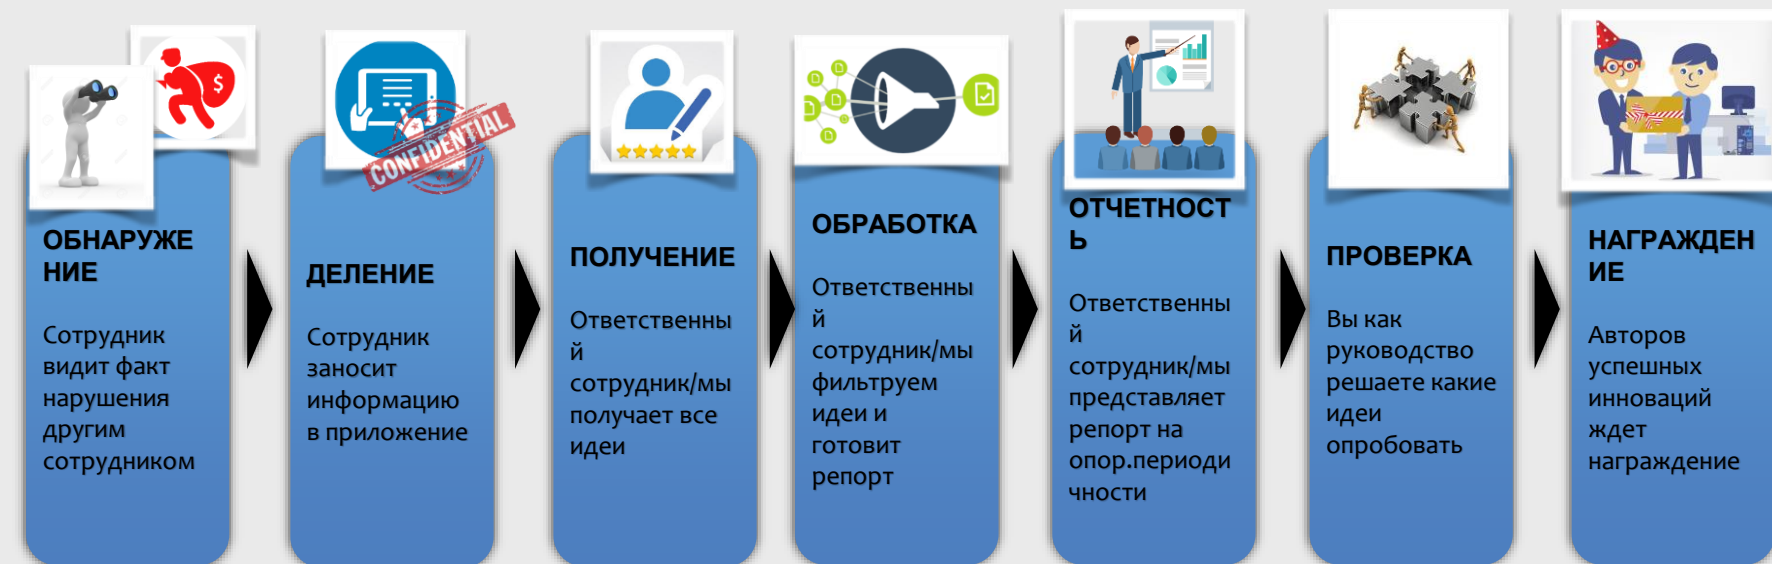 CONFIDENTIAL
ОБНАРУЖЕ
НИЕ
Сотрудник
видит факт
нарушения
другим
сотрудником
ДЕЛЕНИЕ
Сотрудник
заносит
информацию
в приложение
ПОЛУЧЕНИЕ
Ответственны
й
сотрудник/мы
получает все
идеи
ОБРАБОТКА
Ответственны
й
сотрудник/мы
фильтруем
идеи и
готовит
репорт
ОТЧЕТНОСТ
Ь
Ответственны
й
сотрудник/мы
представляет
репорт на
опор.периоди
чности
ПРОВЕРКА
Вы как
руководство
решаете какие
идеи
опробовать
НАГРАЖДЕН
ИЕ
Авторов
успешных
инноваций
ждет
награждение